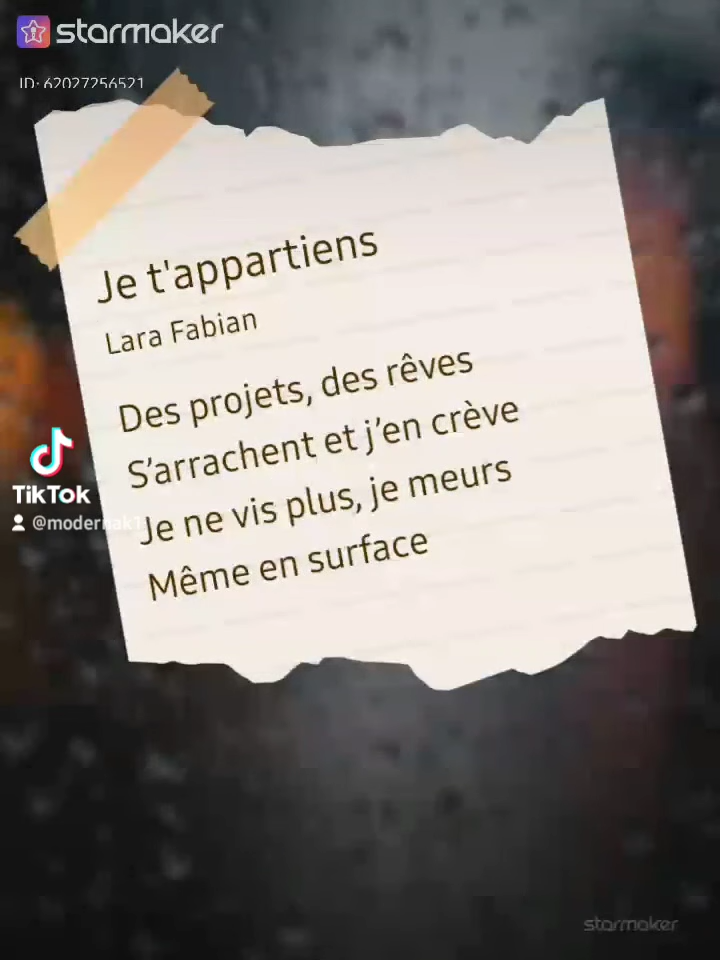 starmaker
ID: 62027256521
Je t'appartiens
Lara Fabian
Des projets, des rêves
S’arrachent et j’en crève
Je ne vis plus, je meurs
Même en surface
TikTok
starmaker